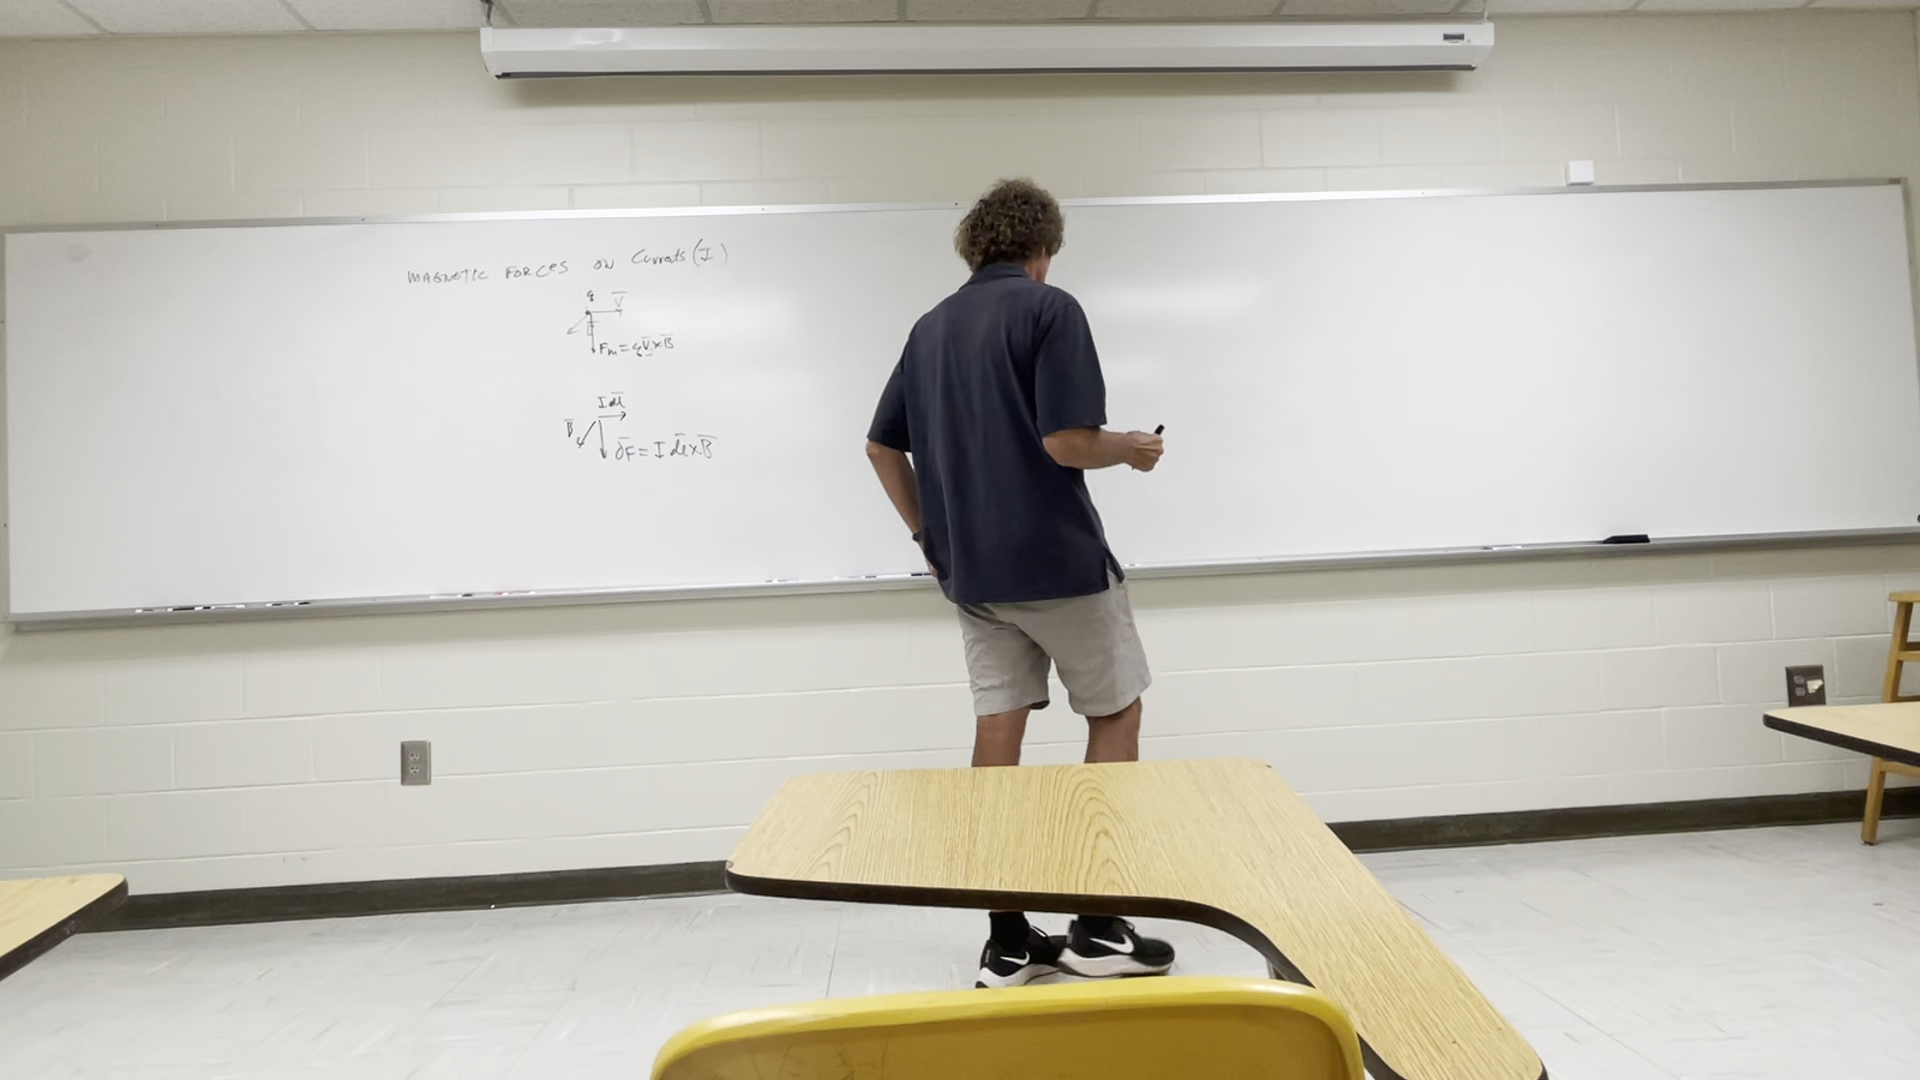 MAGNETIC FORCES ON Currents (I)
q V̅
Fm = qV̅×B̅
I dl̅
B̅
dF̅ = I dl̅×B̅